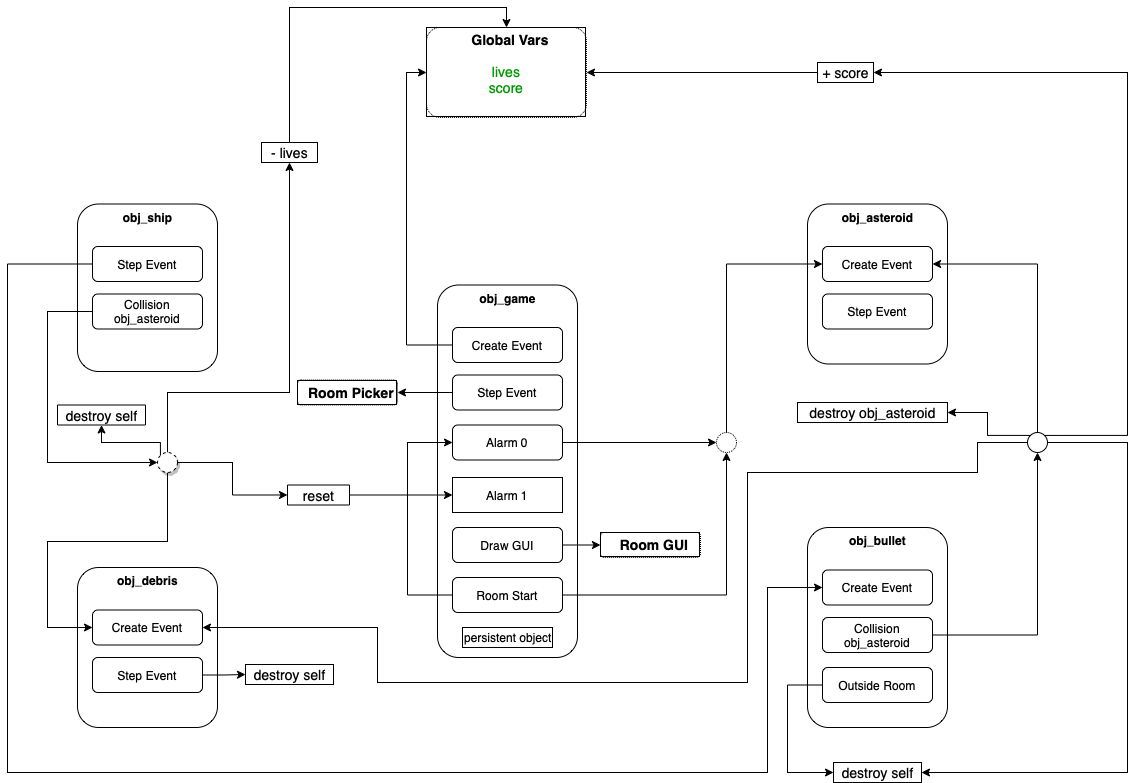 Global Vars
lives
score
+ score
- lives
obj_ship
Step Event
Collision
obj_asteroid
obj_asteroid
Create Event
Step Event
obj_game
Create Event
Step Event
Alarm 0
Alarm 1
Draw GUI
Room Start
persistent object
Room Picker
destroy self
reset
destroy obj_asteroid
Room GUI
obj_debris
Create Event
Step Event
destroy self
obj_bullet
Create Event
Collision
obj_asteroid
Outside Room
destroy self